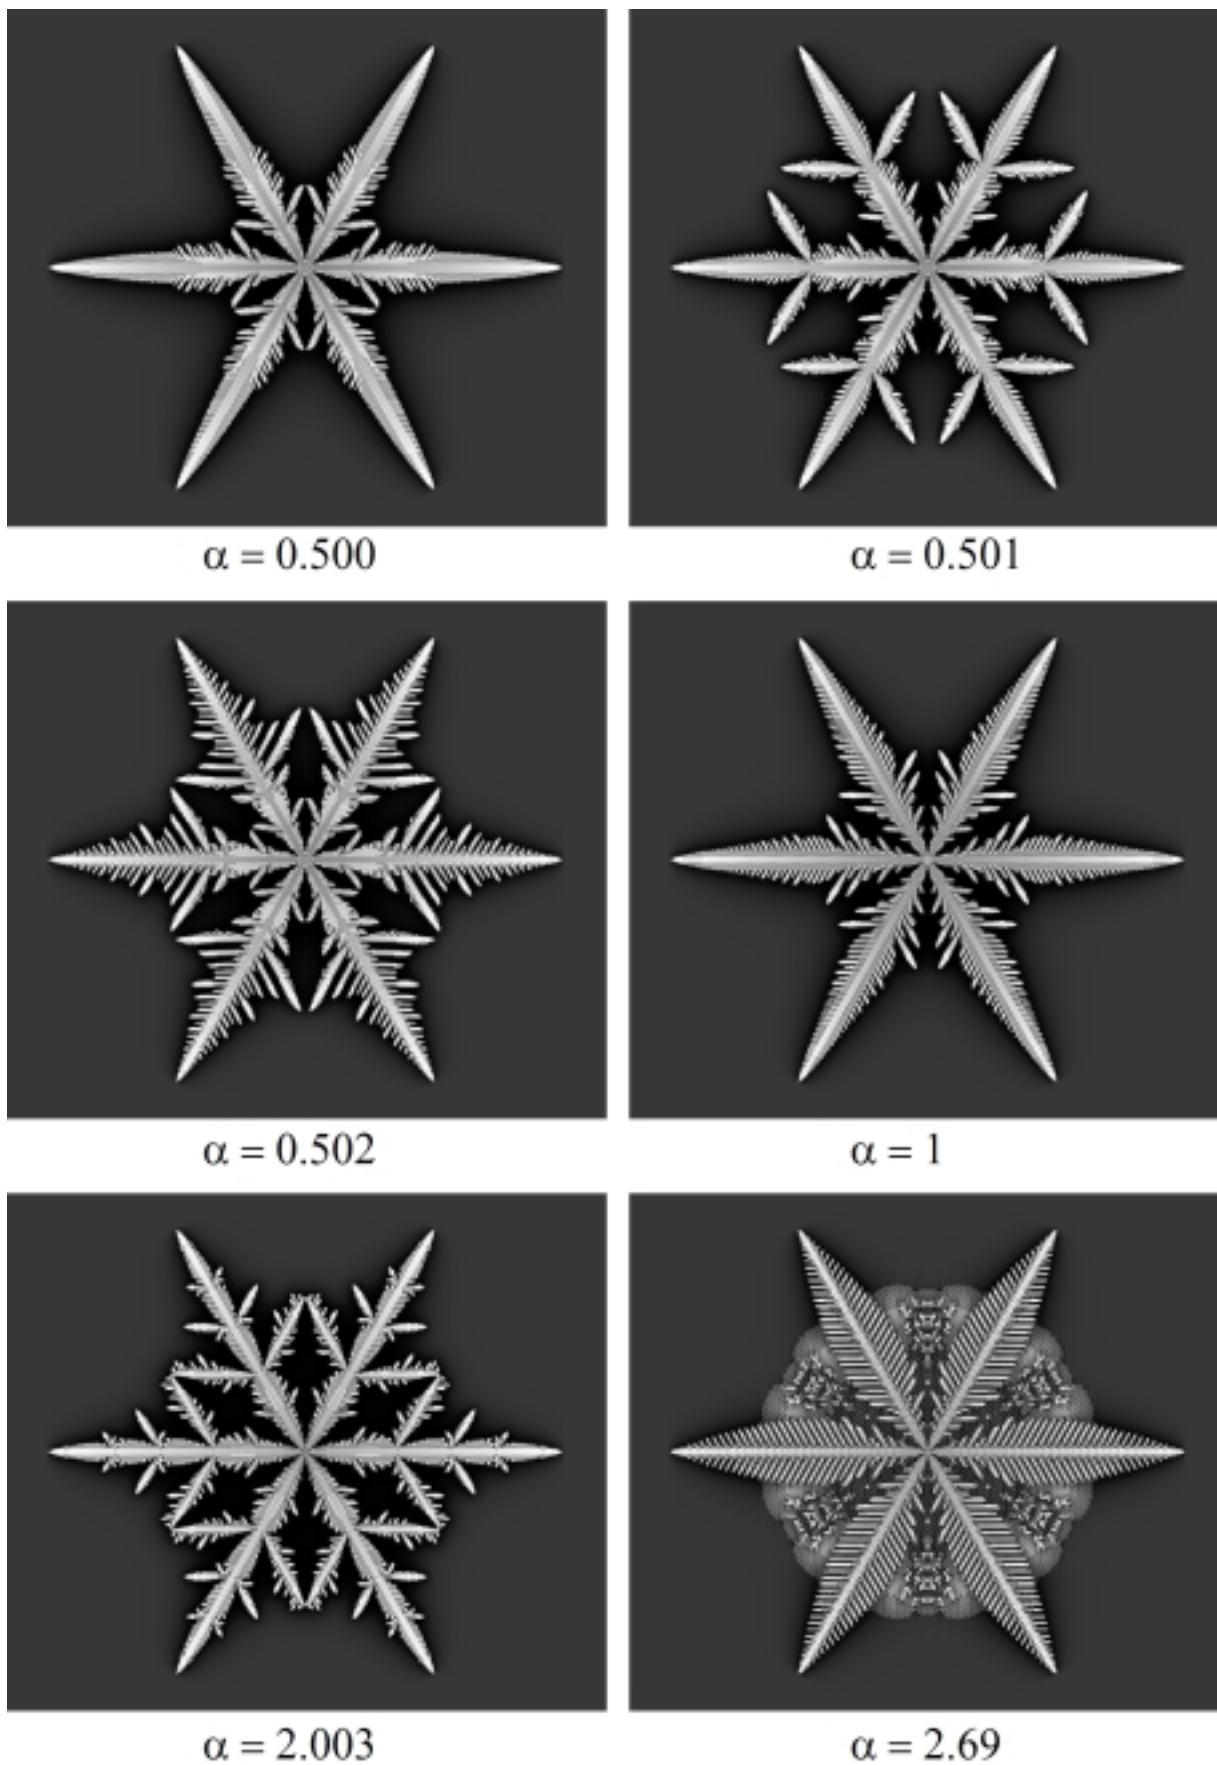 α = 0.500
α = 0.501
α = 0.502
α = 1
α = 2.003
α = 2.69